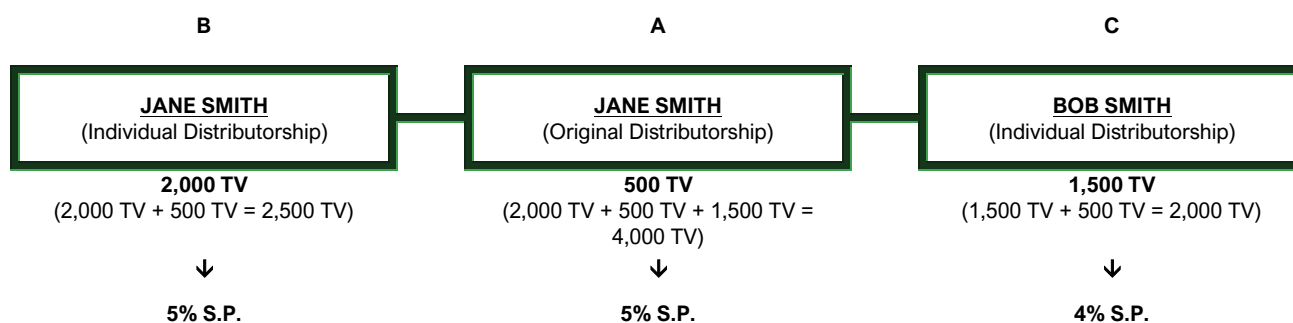 B
JANE SMITH
(Individual Distributorship)
2,000 TV
(2,000 TV + 500 TV = 2,500 TV)
↓
5% S.P.
A
JANE SMITH
(Original Distributorship)
500 TV
(2,000 TV + 500 TV + 1,500 TV =
4,000 TV)
↓
5% S.P.
C
BOB SMITH
(Individual Distributorship)
1,500 TV
(1,500 TV + 500 TV = 2,000 TV)
↓
4% S.P.